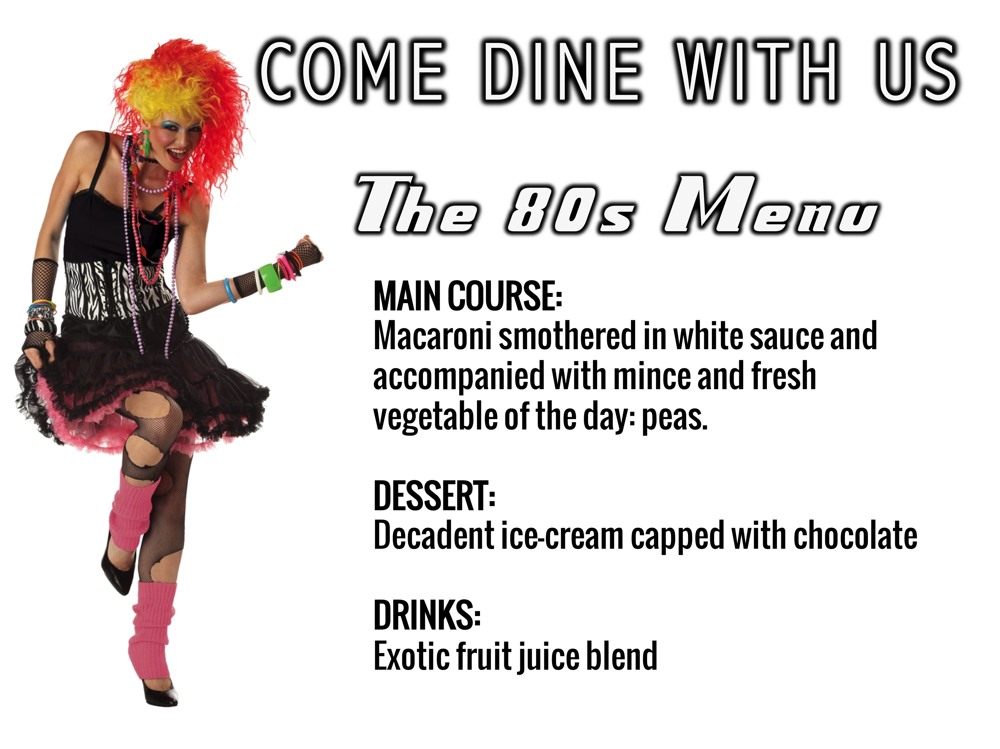 COME DINE WITH US
The 80s Menu
MAIN COURSE:
Macaroni smothered in white sauce and
accompanied with mince and fresh
vegetable of the day: peas.
DESSERT:
Decadent ice-cream capped with chocolate
DRINKS:
Exotic fruit juice blend